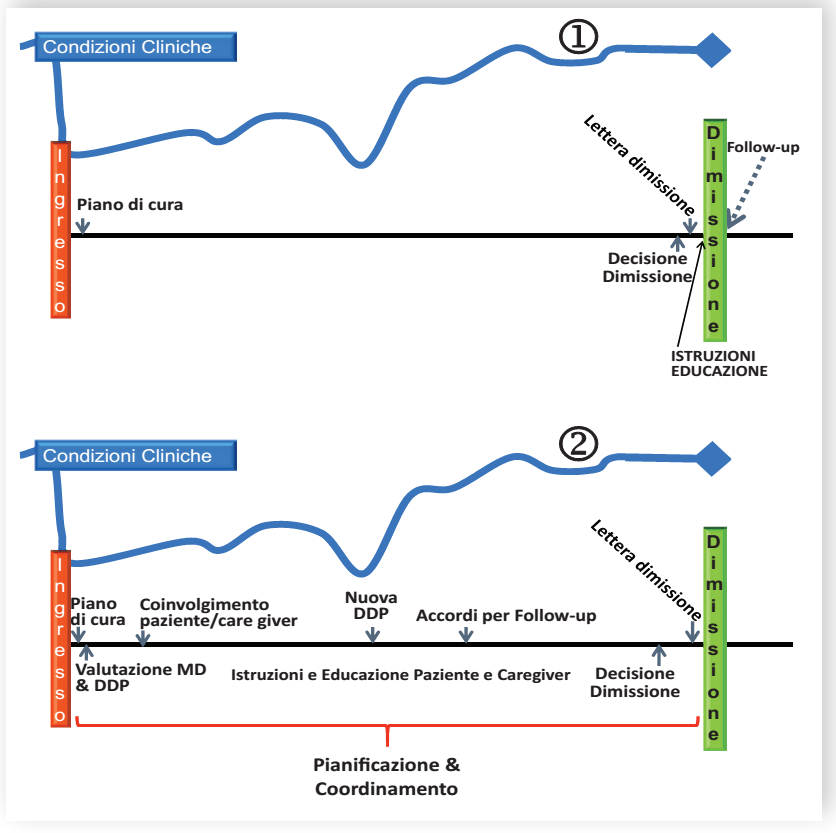 Condizioni Cliniche
①
Ingresso
Piano di cura
Lettera dimissione
Dimissione
Follow-up
Decisione
Dimissione
ISTRUZIONI
EDUCAZIONE
Condizioni Cliniche
②
Ingresso
Piano
di cura
Coinvolgimento
paziente/care giver
Nuova
DDP
Accordi per Follow-up
Lettera dimissione
Dimissione
Valutazione MD
& DDP
Istruzioni e Educazione Paziente e Caregiver
Decisione
Dimissione
Pianificazione &
Coordinamento